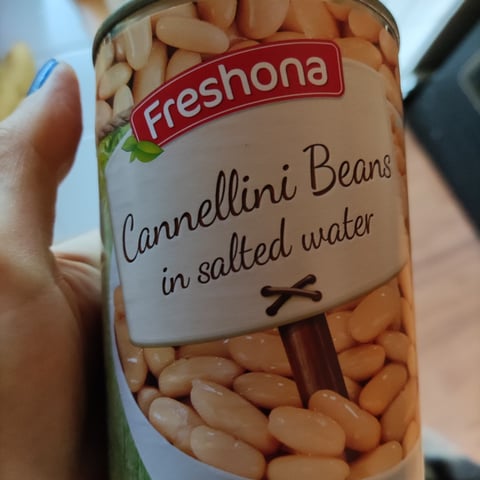 Freshona
Cannellini Beans
in salted water